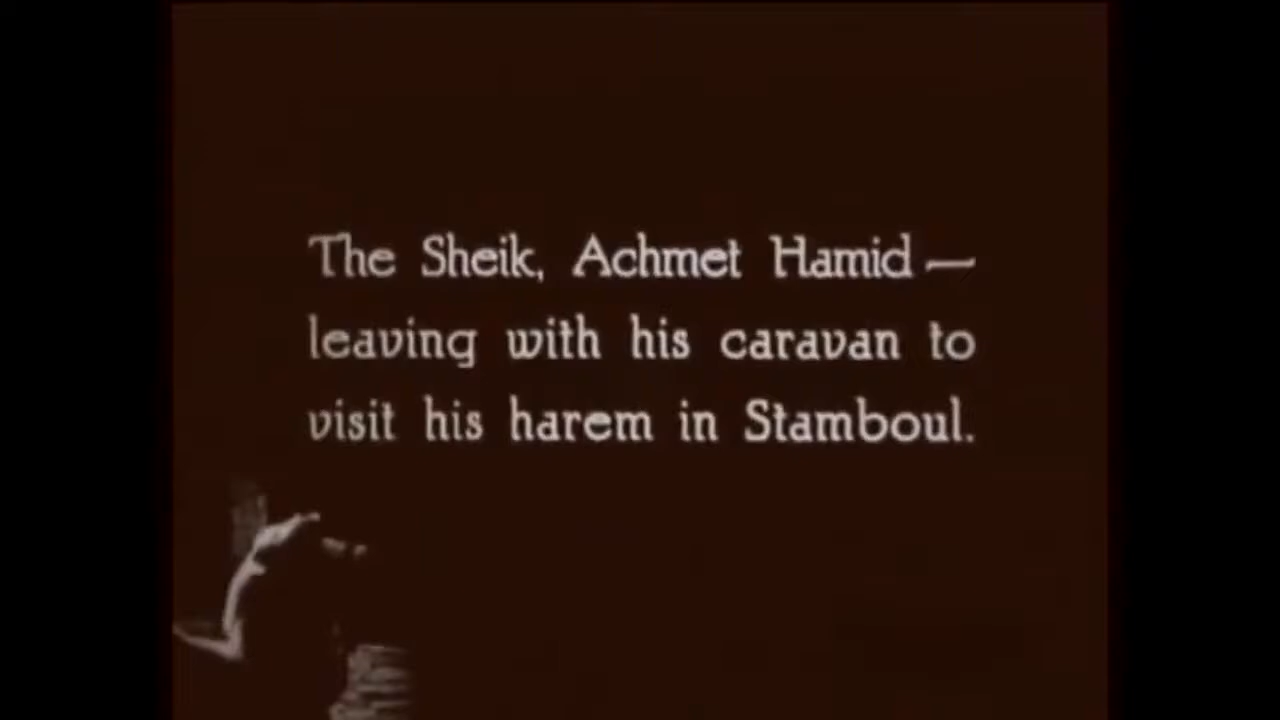 The Sheik, Achmet Hamid —
leaving with his caravan to
visit his harem in Stamboul.